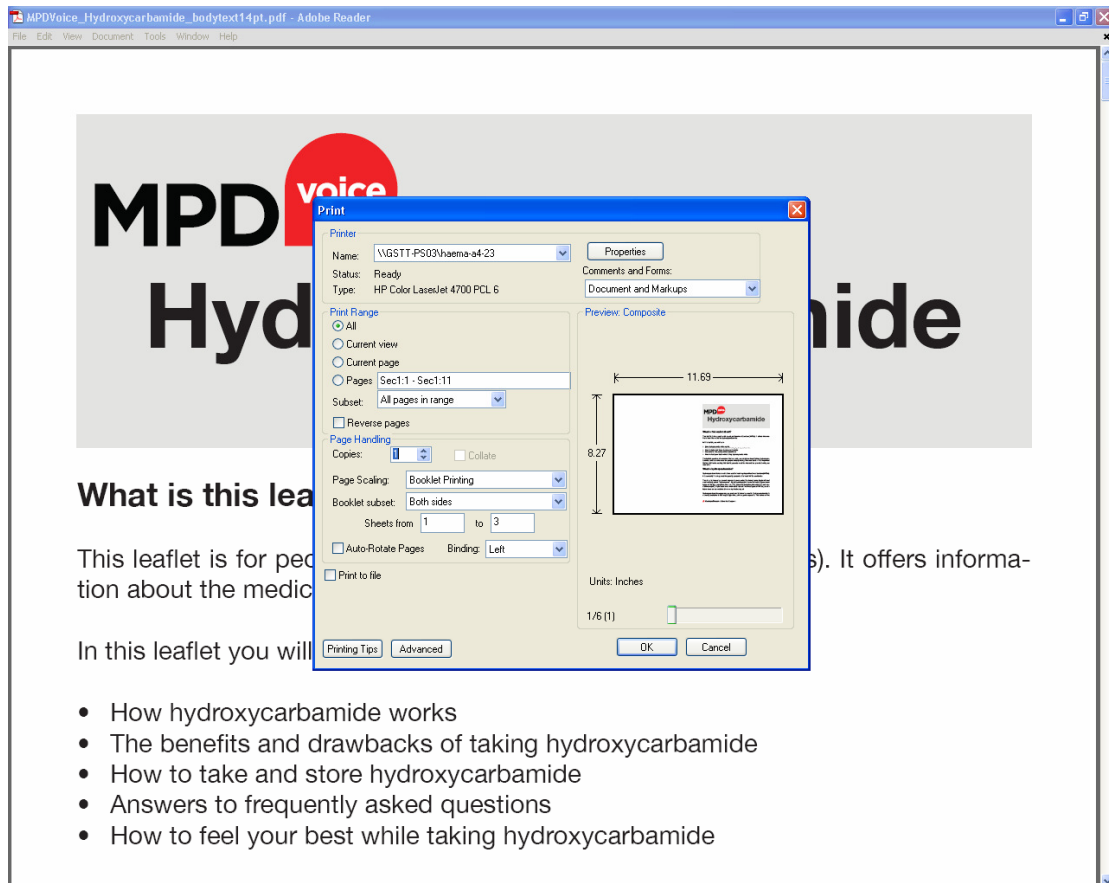 MPDVoice_Hydroxycarbamide_bodytext14pt.pdf - Adobe Reader
File Edit View Document Tools Window Help
MPD voice
Hyd
mide
What is this lea
This leaflet is for peo
s). It offers informa-
tion about the medic
In this leaflet you will
• How hydroxycarbamide works
• The benefits and drawbacks of taking hydroxycarbamide
• How to take and store hydroxycarbamide
• Answers to frequently asked questions
• How to feel your best while taking hydroxycarbamide
Print
Printer
Name: \\GSTT-PS03\haema-a4-23
Properties
Status: Ready
Comments and Forms:
Type: HP Color LaserJet 4700 PCL 6
Document and Markups
Print Range
All
Current view
Current page
Pages Sec1:1 - Sec1:11
Subset: All pages in range
Reverse pages
Page Handling
Copies: 1 Collate
Page Scaling: Booklet Printing
Booklet subset: Both sides
Sheets from 1 to 3
Auto-Rotate Pages Binding: Left
Print to file
Printing Tips Advanced
Preview: Composite
11.69
8.27
MPD
Hydroxycarbamide
Units: Inches
1/6 (1)
OK Cancel